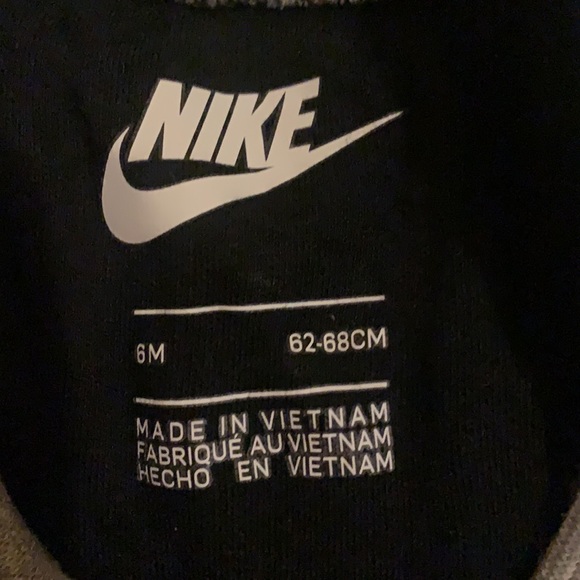 NIKE
6M 62-68CM
MADE IN VIETNAM
FABRIQUÉ AU VIETNAM
HECHO EN VIETNAM